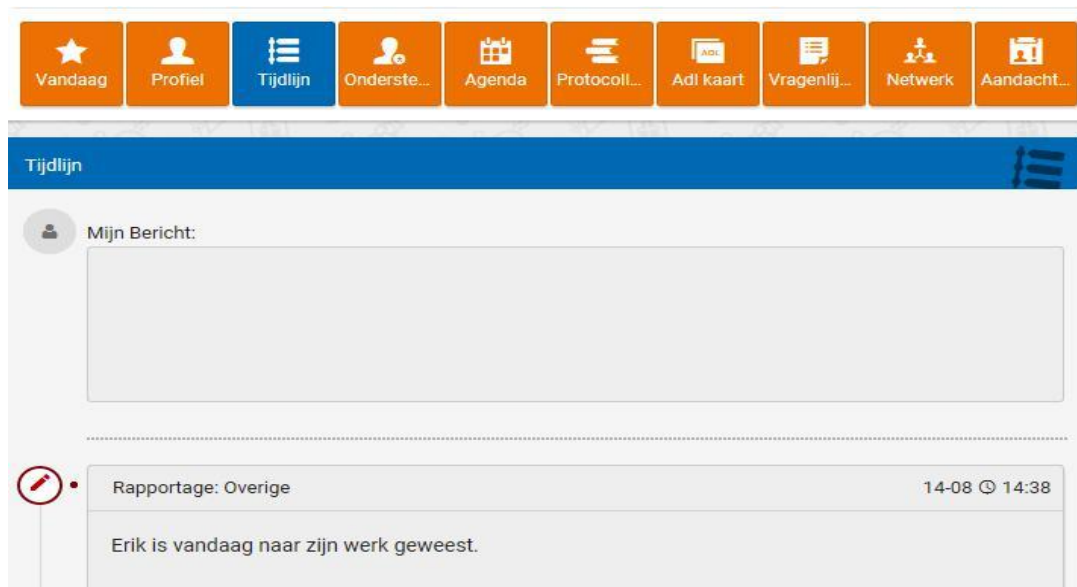 Vandaag
Profiel
Tijdlijn
Onderste...
Agenda
Protocoll...
ADL
Adl kaart
Vragenlij...
Netwerk
Aandacht...
Tijdlijn
Mijn Bericht:
Rapportage: Overige 14-08 14:38
Erik is vandaag naar zijn werk geweest.